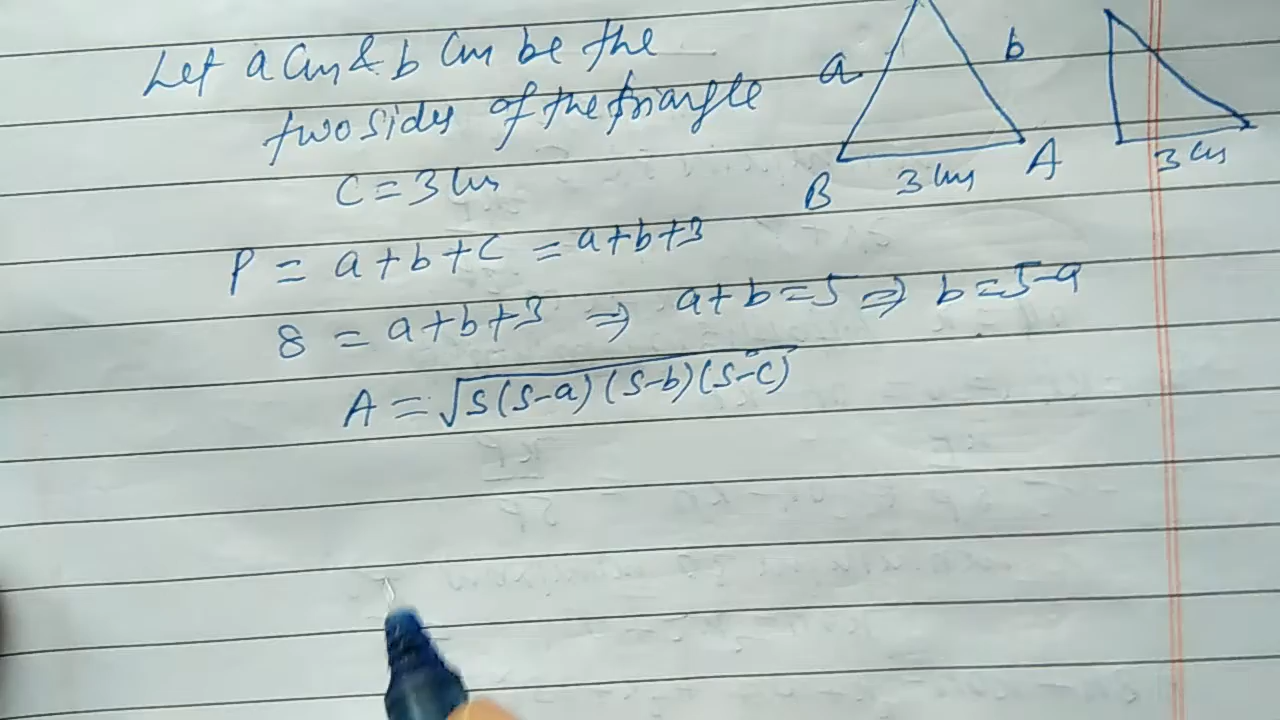 Let a cm & b cm be the
two sides of the triangle
C = 3 cm
P = a + b + C = a + b + 3
8 = a + b + 3 ⇒ a + b = 5 ⇒ b = 5 - a
A = √S(S-a)(S-b)(S-C)
a
b
B
3 cm
A
3 cm